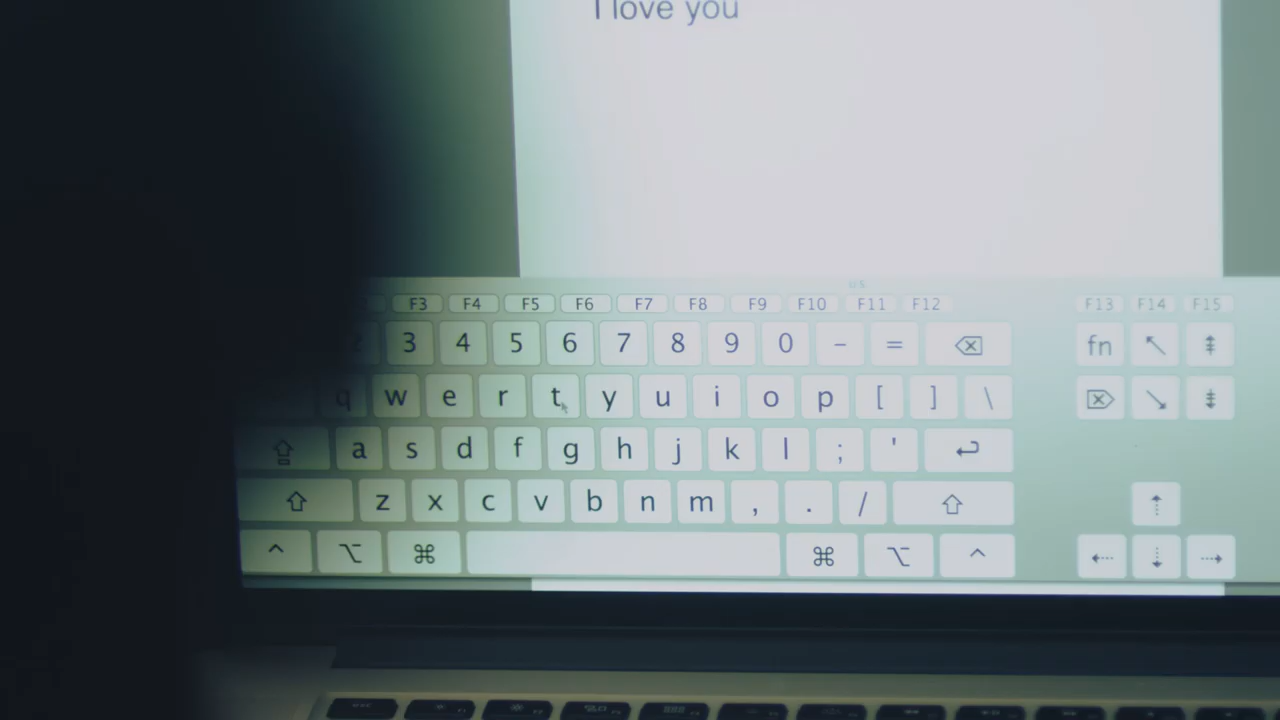 I love you
US
F3 F4 F5 F6 F7 F8 F9 F10 F11 F12 F13 F14 F15
3 4 5 6 7 8 9 0 - = fn
q w e r t y u i o p [ ] \
a s d f g h j k l ; '
z x c v b n m , . /